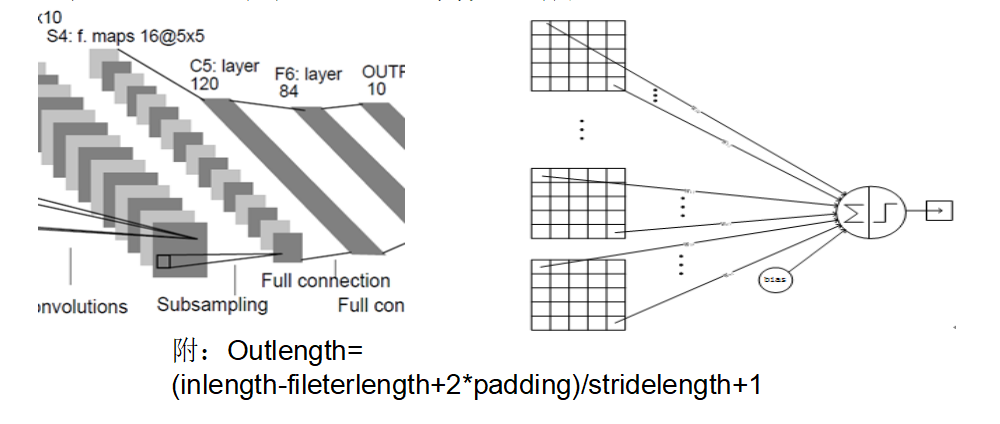 x10
S4: f. maps 16@5x5
C5: layer
120
F6: layer
84
OUTP
10
Full connection
onvolutions
Subsampling
Full con
bias
附：Outlength=
(inlength-fileterlength+2*padding)/stridelength+1